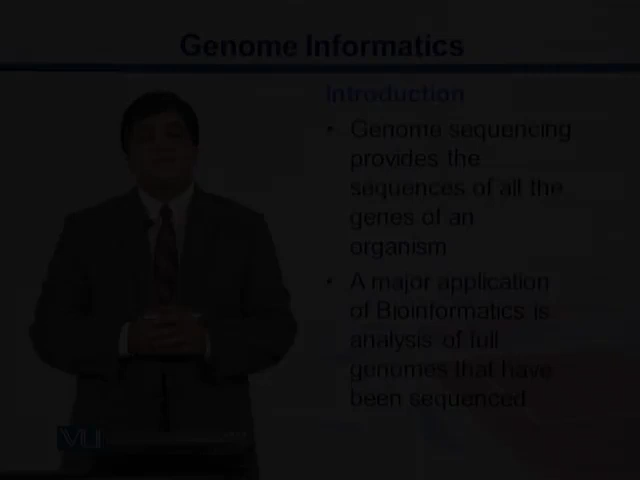 Genome Informatics
Introduction
• Genome sequencing
provides the
sequences of all the
genes of an
organism
• A major application
of Bioinformatics is
analysis of full
genomes that have
been sequenced
VU